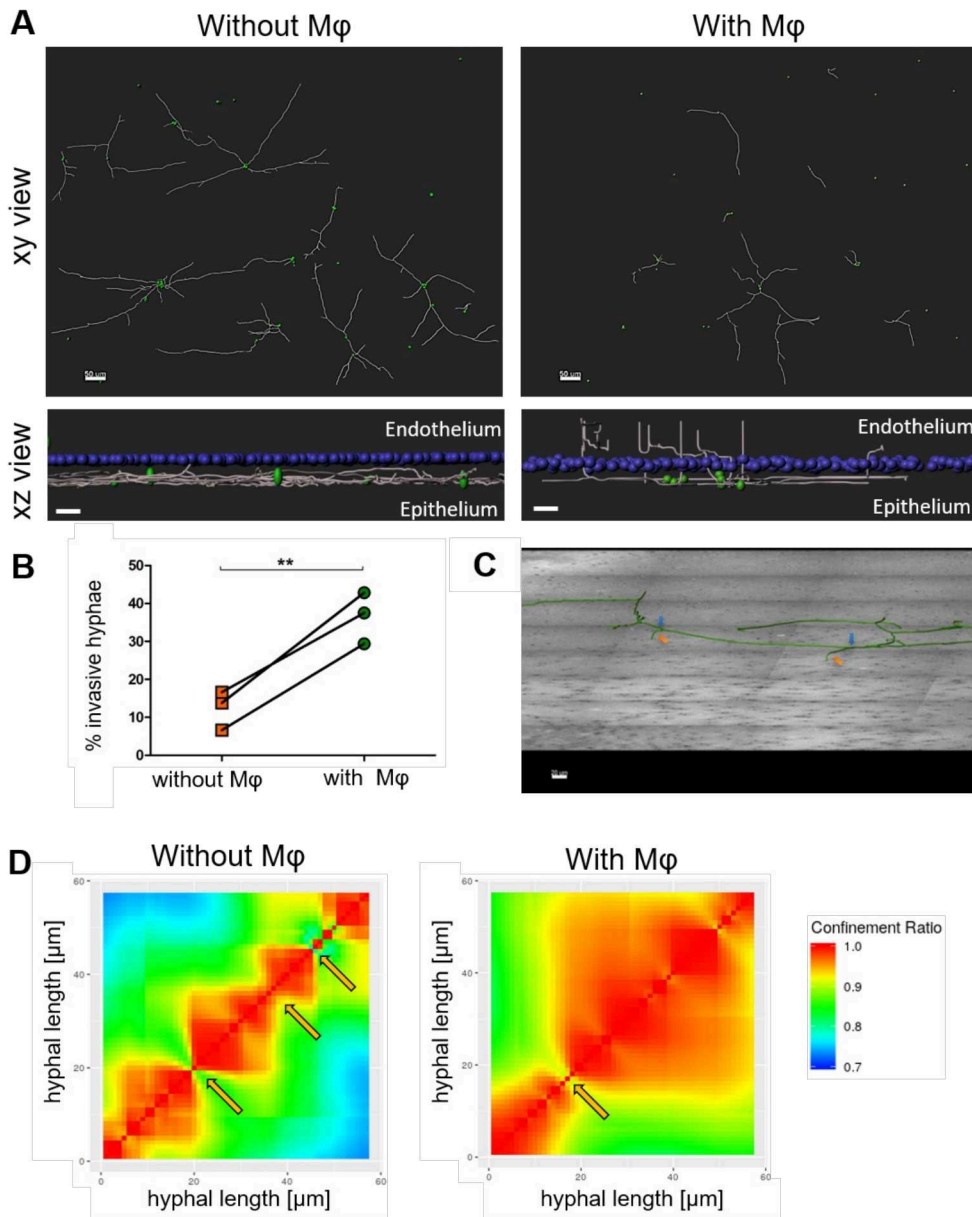 A
Without Mφ
With Mφ
xy view
50 µm
50 µm
xz view
Endothelium
Epithelium
Endothelium
Epithelium
B
**
% invasive hyphae
50
40
30
20
10
0
without Mφ
with Mφ
C
D
Without Mφ
With Mφ
hyphal length [µm]
60
40
20
0
0
20
40
60
hyphal length [µm]
hyphal length [µm]
60
40
20
0
0
20
40
60
hyphal length [µm]
Confinement Ratio
1.0
0.9
0.8
0.7